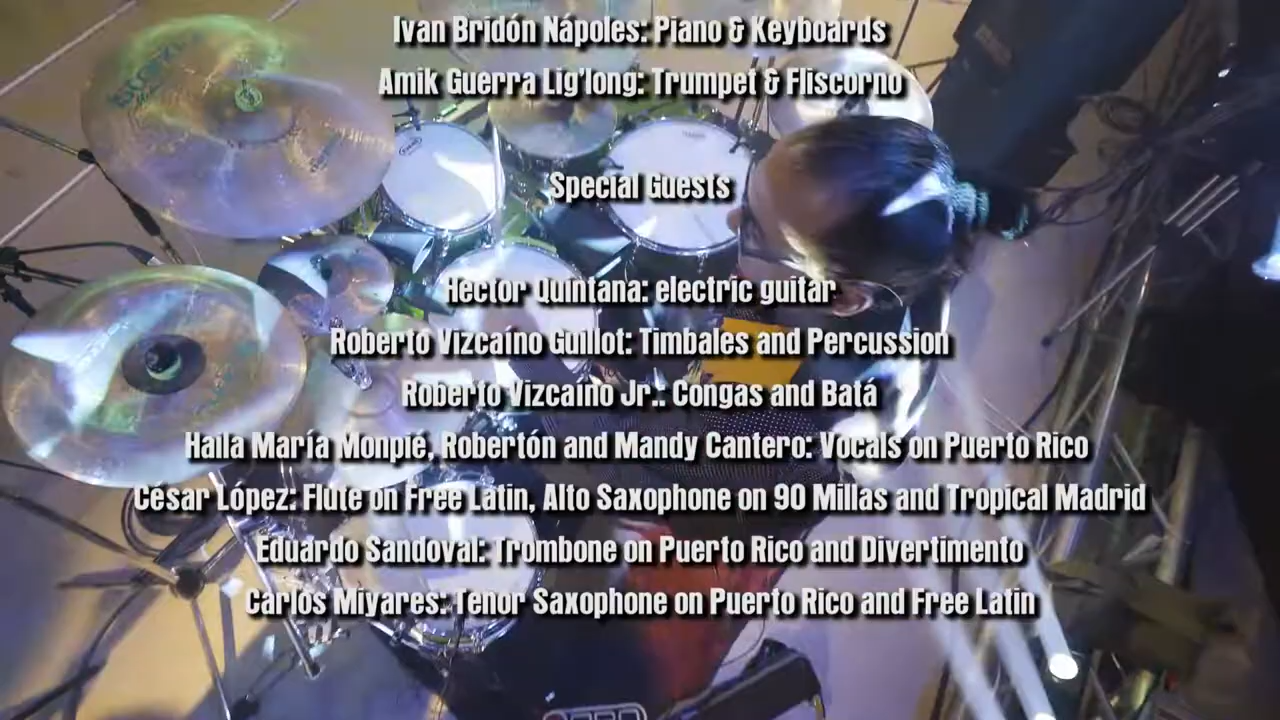 Ivan Bridón Nápoles: Piano & Keyboards
Amik Guerra Lig'long: Trumpet & Fliscorno
Special Guests
Hector Quintana: electric guitar
Roberto Vizcaíno Guillot: Timbales and Percussion
Roberto Vizcaíno Jr.: Congas and Batá
Haila María Monpié, Robertón and Mandy Cantero: Vocals on Puerto Rico
César López: Flute on Free Latin, Alto Saxophone on 90 Millas and Tropical Madrid
Eduardo Sandoval: Trombone on Puerto Rico and Divertimento
Carlos Miyares: Tenor Saxophone on Puerto Rico and Free Latin